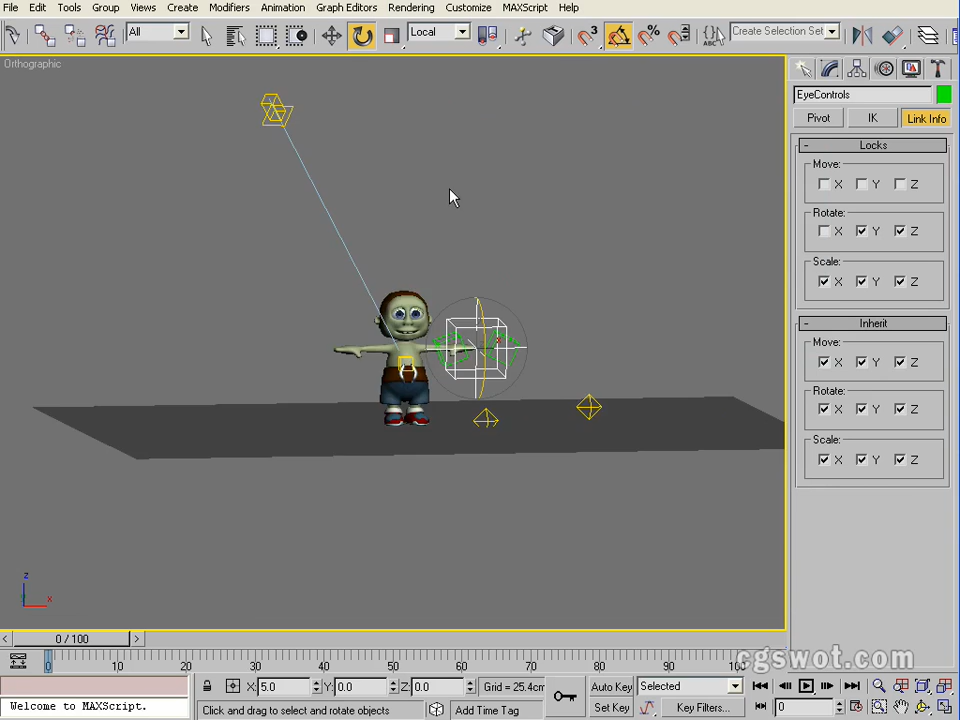 File Edit Tools Group Views Create Modifiers Animation Graph Editors Rendering Customize MAXScript Help
All Local 3 % ABC Create Selection Set
Orthographic
EyeControls
Pivot IK Link Info
- Locks
Move:
X Y Z
Rotate:
X Y Z
Scale:
X Y Z
- Inherit
Move:
X Y Z
Rotate:
X Y Z
Scale:
X Y Z
z
x
< 0 / 100 >
0 10 20 30 40 50 60 70 80 90 100
cgswot.com
X: 5.0 Y: 0.0 Z: 0.0 Grid = 25.4cm Auto Key Selected
Welcome to MAXScript. Click and drag to select and rotate objects Add Time Tag Set Key Key Filters... 0